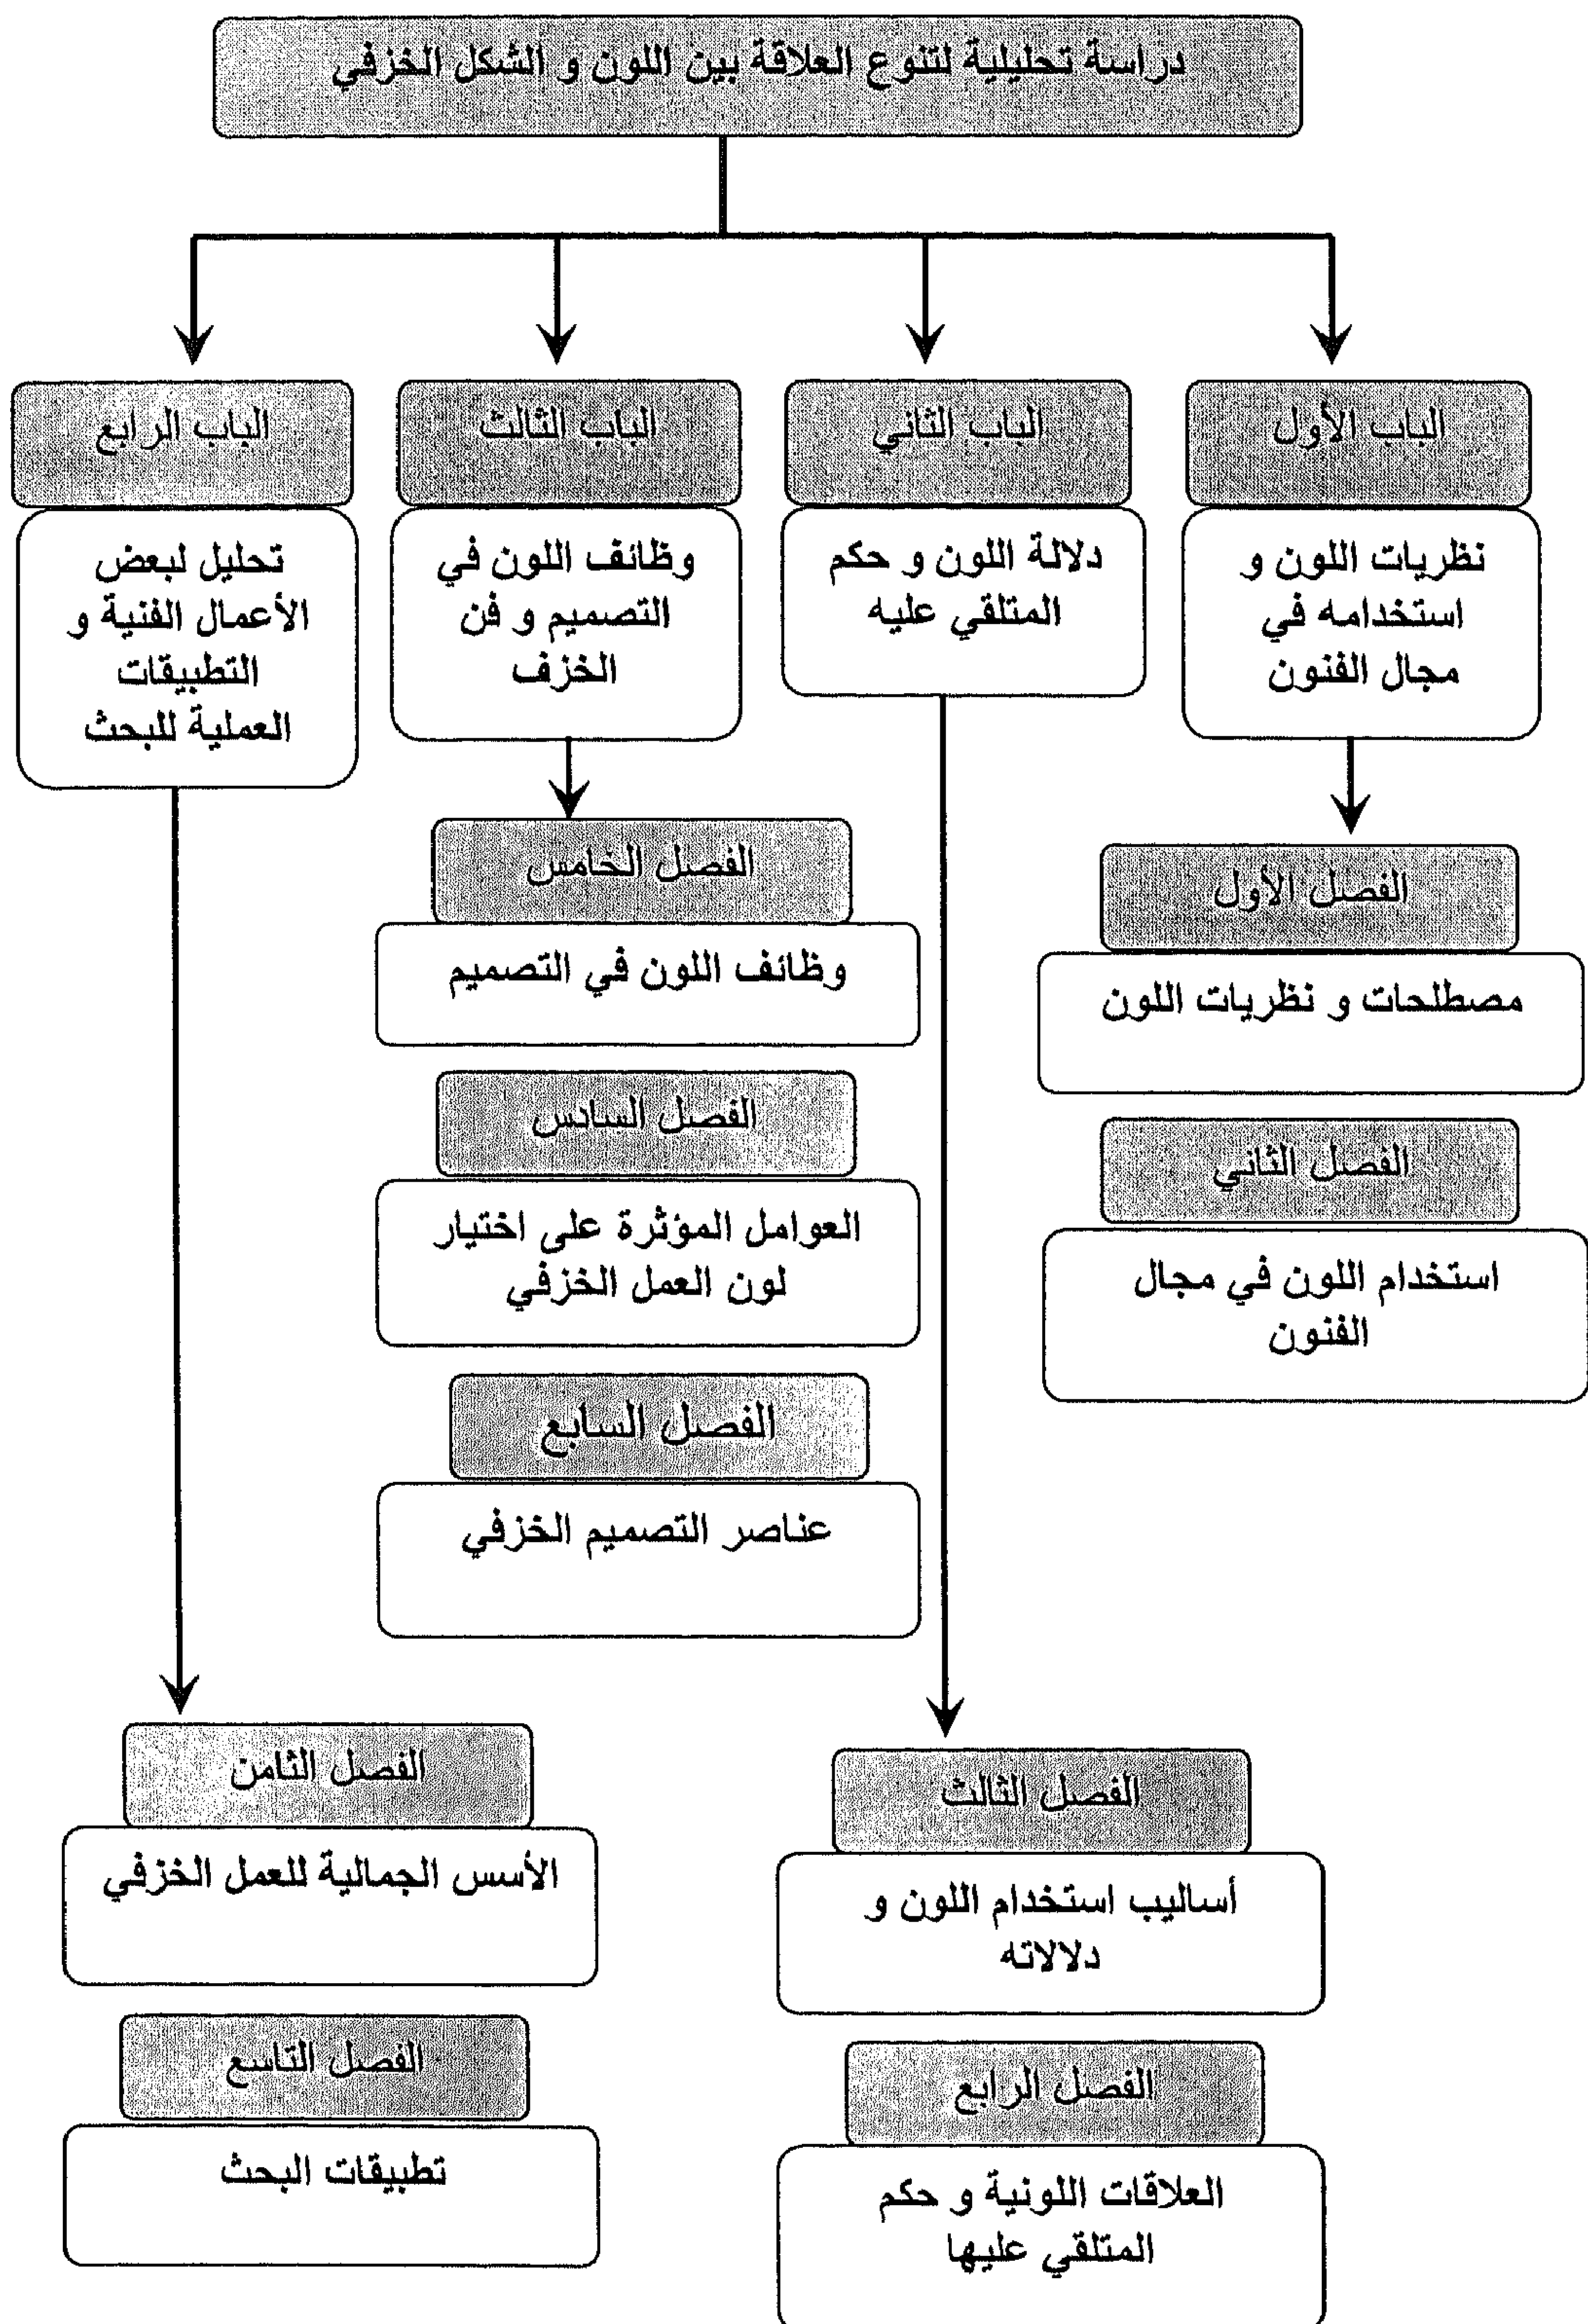 دراسة تحليلية لتنوع العلاقة بين اللون و الشكل الخزفي
الباب الأول
نظريات اللون و
استخدامه في
مجال الفنون
الباب الثاني
دلالة اللون و حكم
المتلقي عليه
الباب الثالث
وظائف اللون في
التصميم و فن
الخزف
الباب الرابع
تحليل لبعض
الأعمال الفنية و
التطبيقات
العملية للبحث
الفصل الأول
مصطلحات و نظريات اللون
الفصل الثاني
استخدام اللون في مجال
الفنون
الفصل الثالث
أساليب استخدام اللون و
دلالاته
الفصل الرابع
العلاقات اللونية و حكم
المتلقي عليها
الفصل الخامس
وظائف اللون في التصميم
الفصل السادس
العوامل المؤثرة على اختيار
لون العمل الخزفي
الفصل السابع
عناصر التصميم الخزفي
الفصل الثامن
الأسس الجمالية للعمل الخزفي
الفصل التاسع
تطبيقات البحث